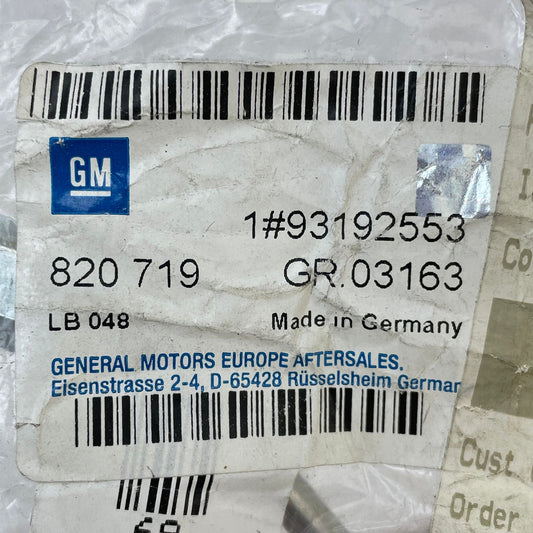 GM
1#93192553
820 719 GR.03163
LB 048 Made in Germany
GENERAL MOTORS EUROPE AFTERSALES.
Eisenstrasse 2-4, D-65428 Rüsselsheim German
Co
Cust
Order